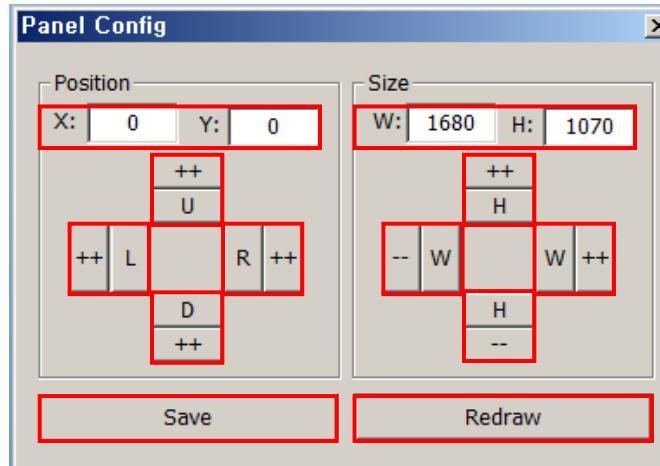 Panel Config
Position Size
X: 0 Y: 0 W: 1680 H: 1070
++ ++
U H
++ L R ++ -- W W ++
D H
++ --
Save Redraw